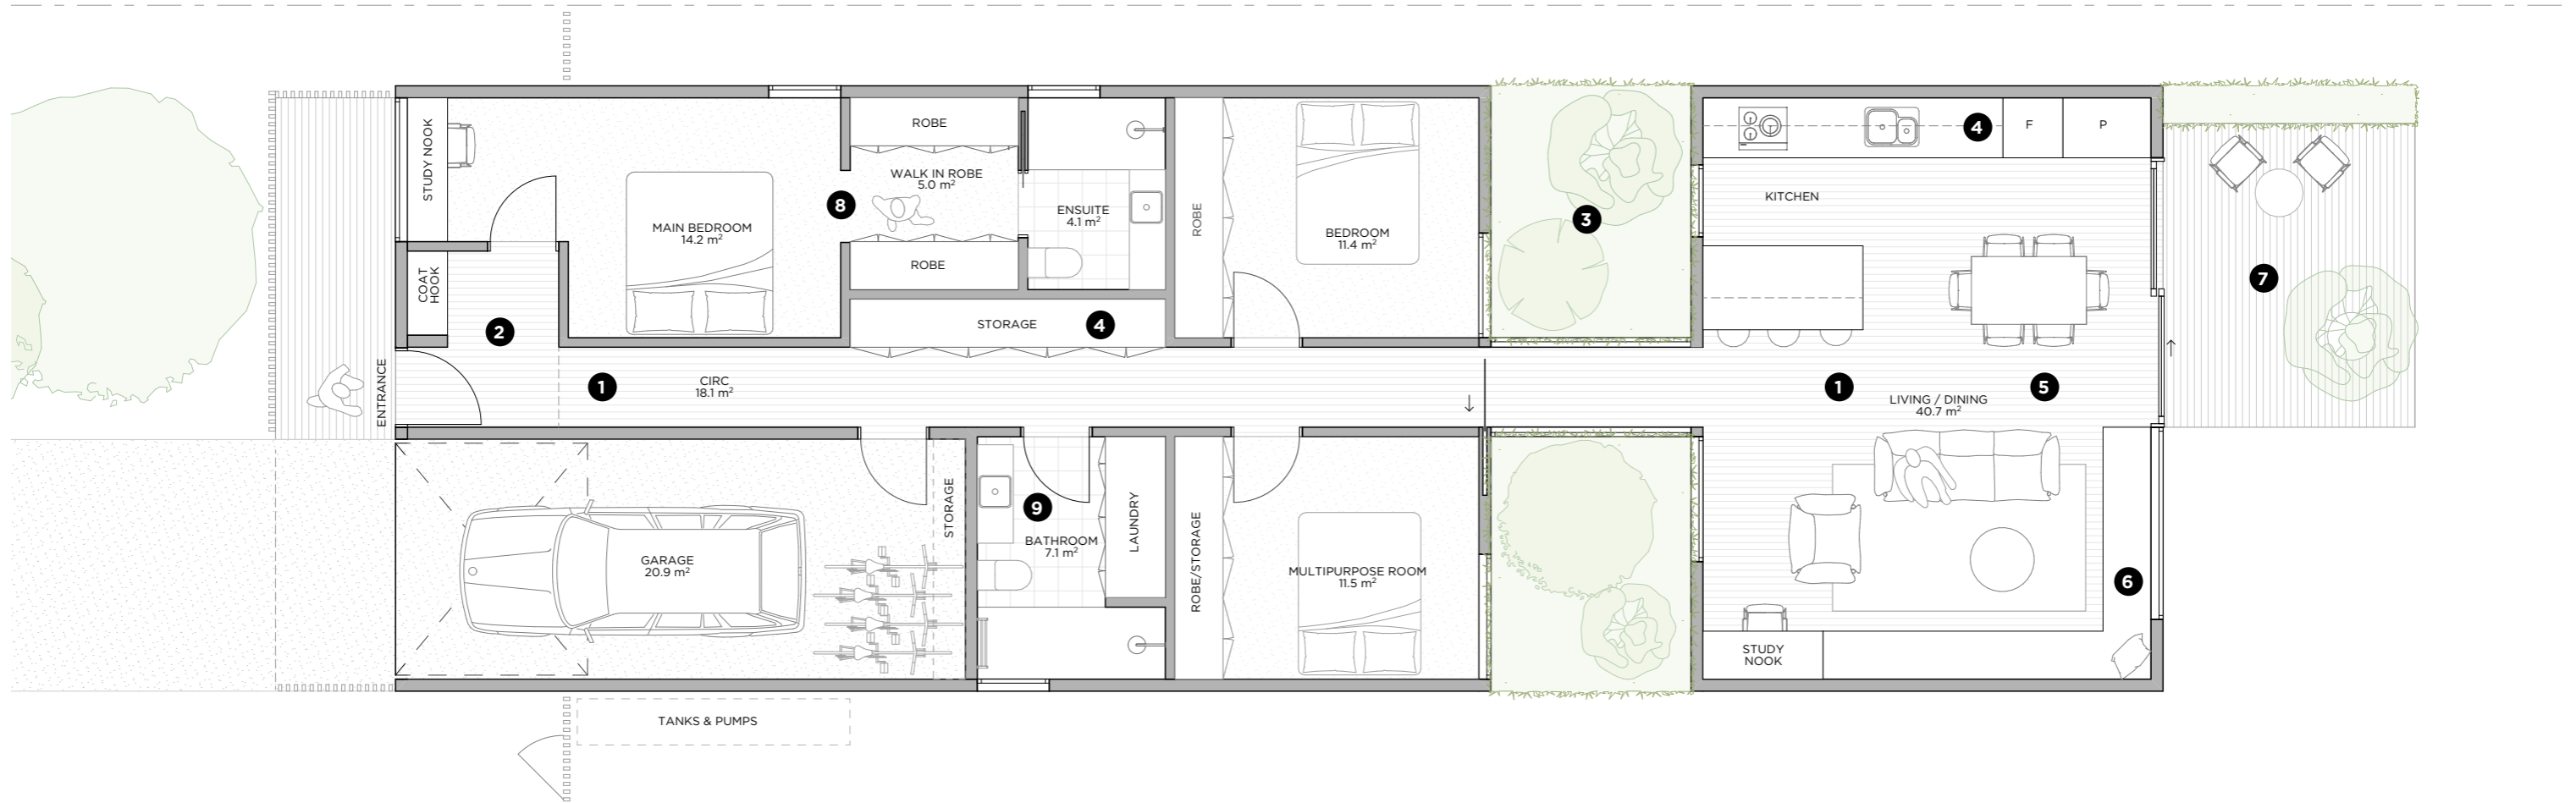 STUDY NOOK
COAT
HOOK
ENTRANCE
2
1
CIRC
18.1 m²
MAIN BEDROOM
14.2 m²
8
ROBE
WALK IN ROBE
5.0 m²
ROBE
ENSUITE
4.1 m²
STORAGE
4
ROBE
BEDROOM
11.4 m²
3
KITCHEN
4
F
P
1
5
LIVING / DINING
40.7 m²
7
GARAGE
20.9 m²
STORAGE
9
BATHROOM
7.1 m²
LAUNDRY
ROBE/STORAGE
MULTIPURPOSE ROOM
11.5 m²
6
STUDY
NOOK
TANKS & PUMPS